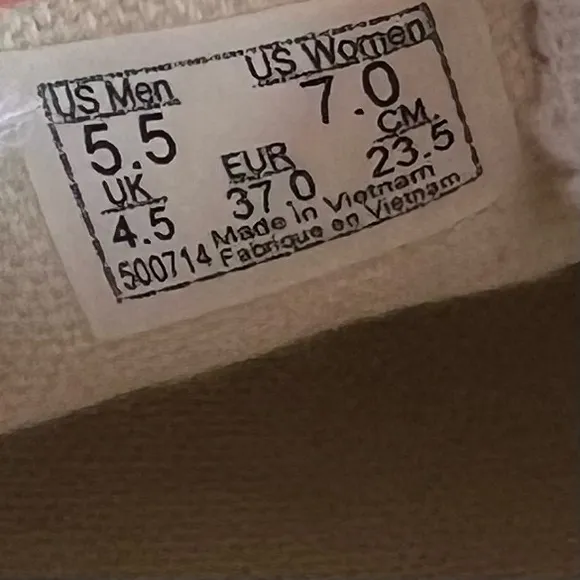 US Men US Women
5.5 7.0
UK EUR CM.
4.5 37.0 23.5
Made in Vietnam
500714 Fabrique en Vietnam